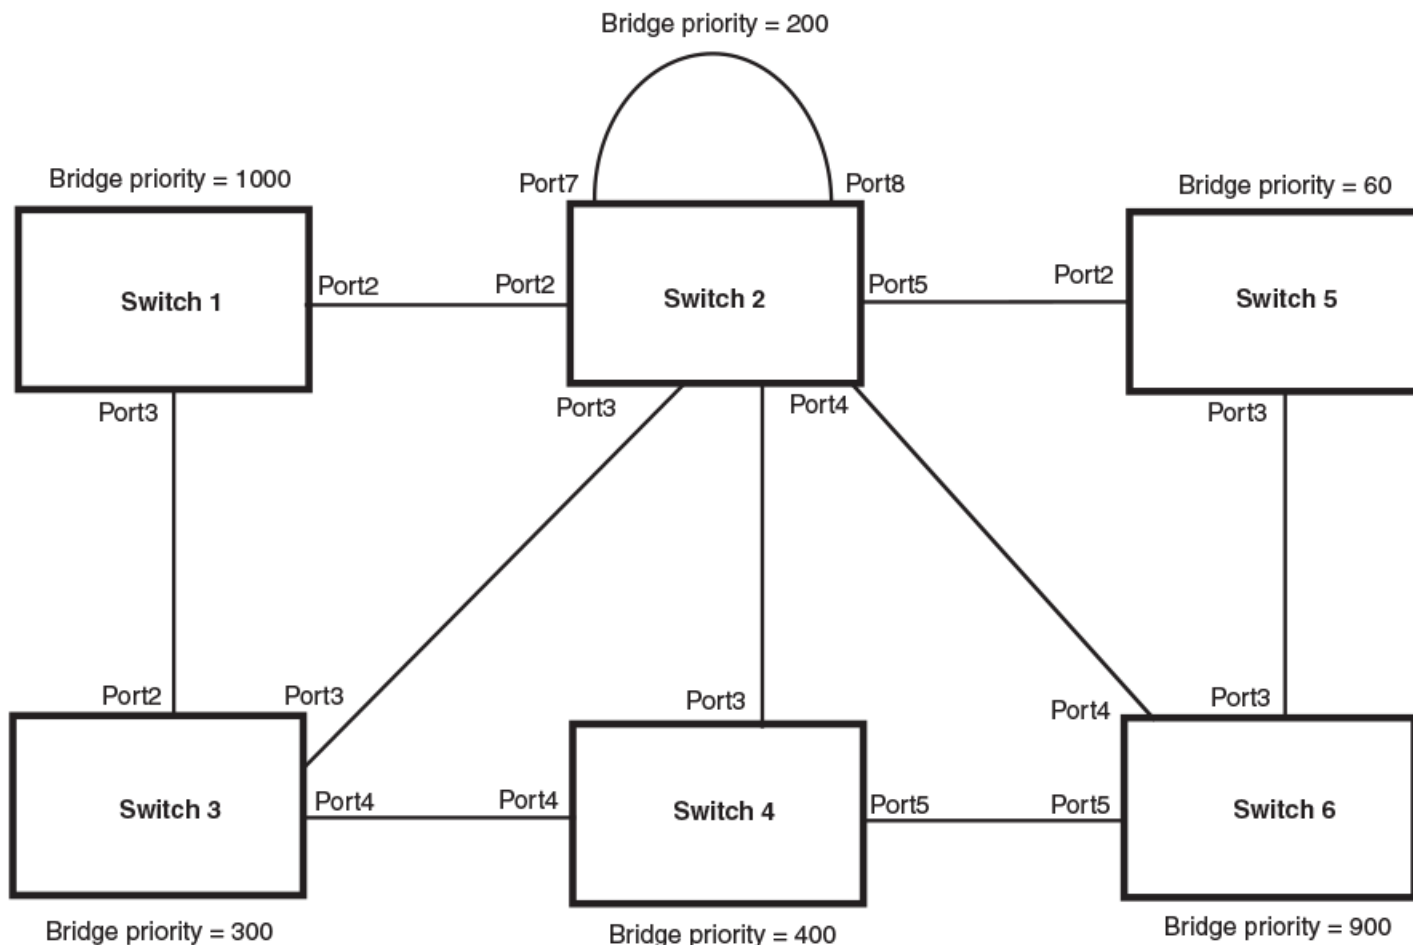 Bridge priority = 200
Bridge priority = 1000
Port7
Port8
Bridge priority = 60
Switch 1
Port2
Port2
Switch 2
Port5
Port2
Switch 5
Port3
Port3
Port4
Port3
Port2
Port3
Port3
Port4
Port3
Switch 3
Port4
Port4
Switch 4
Port5
Port5
Switch 6
Bridge priority = 300
Bridge priority = 400
Bridge priority = 900